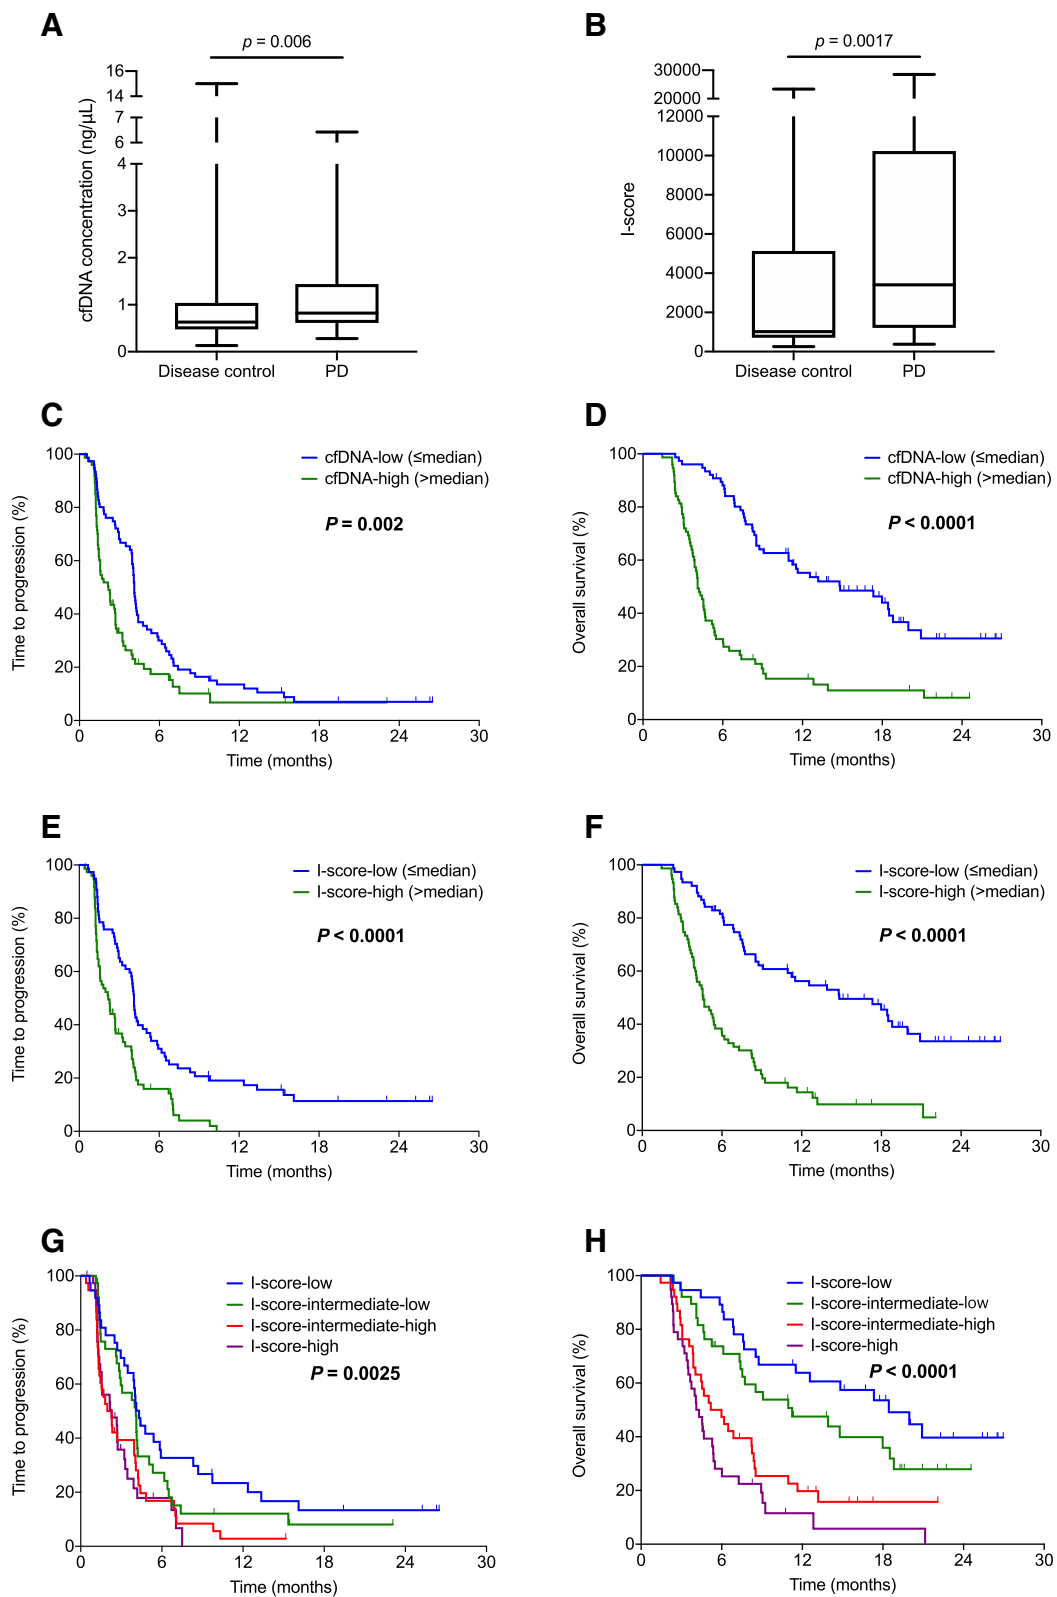 A
p = 0.006
cfDNA concentration (ng/μL)
16
14
7
6
4
3
2
1
0
Disease control
PD
B
p = 0.0017
I-score
30000
20000
12000
10000
8000
6000
4000
2000
0
Disease control
PD
C
Time to progression (%)
100
80
60
40
20
0
cfDNA-low (≤median)
cfDNA-high (>median)
P = 0.002
0 6 12 18 24 30
Time (months)
D
Overall survival (%)
100
80
60
40
20
0
cfDNA-low (≤median)
cfDNA-high (>median)
P < 0.0001
0 6 12 18 24 30
Time (months)
E
Time to progression (%)
100
80
60
40
20
0
I-score-low (≤median)
I-score-high (>median)
P < 0.0001
0 6 12 18 24 30
Time (months)
F
Overall survival (%)
100
80
60
40
20
0
I-score-low (≤median)
I-score-high (>median)
P < 0.0001
0 6 12 18 24 30
Time (months)
G
Time to progression (%)
100
80
60
40
20
0
I-score-low
I-score-intermediate-low
I-score-intermediate-high
I-score-high
P = 0.0025
0 6 12 18 24 30
Time (months)
H
Overall survival (%)
100
80
60
40
20
0
I-score-low
I-score-intermediate-low
I-score-intermediate-high
I-score-high
P < 0.0001
0 6 12 18 24 30
Time (months)